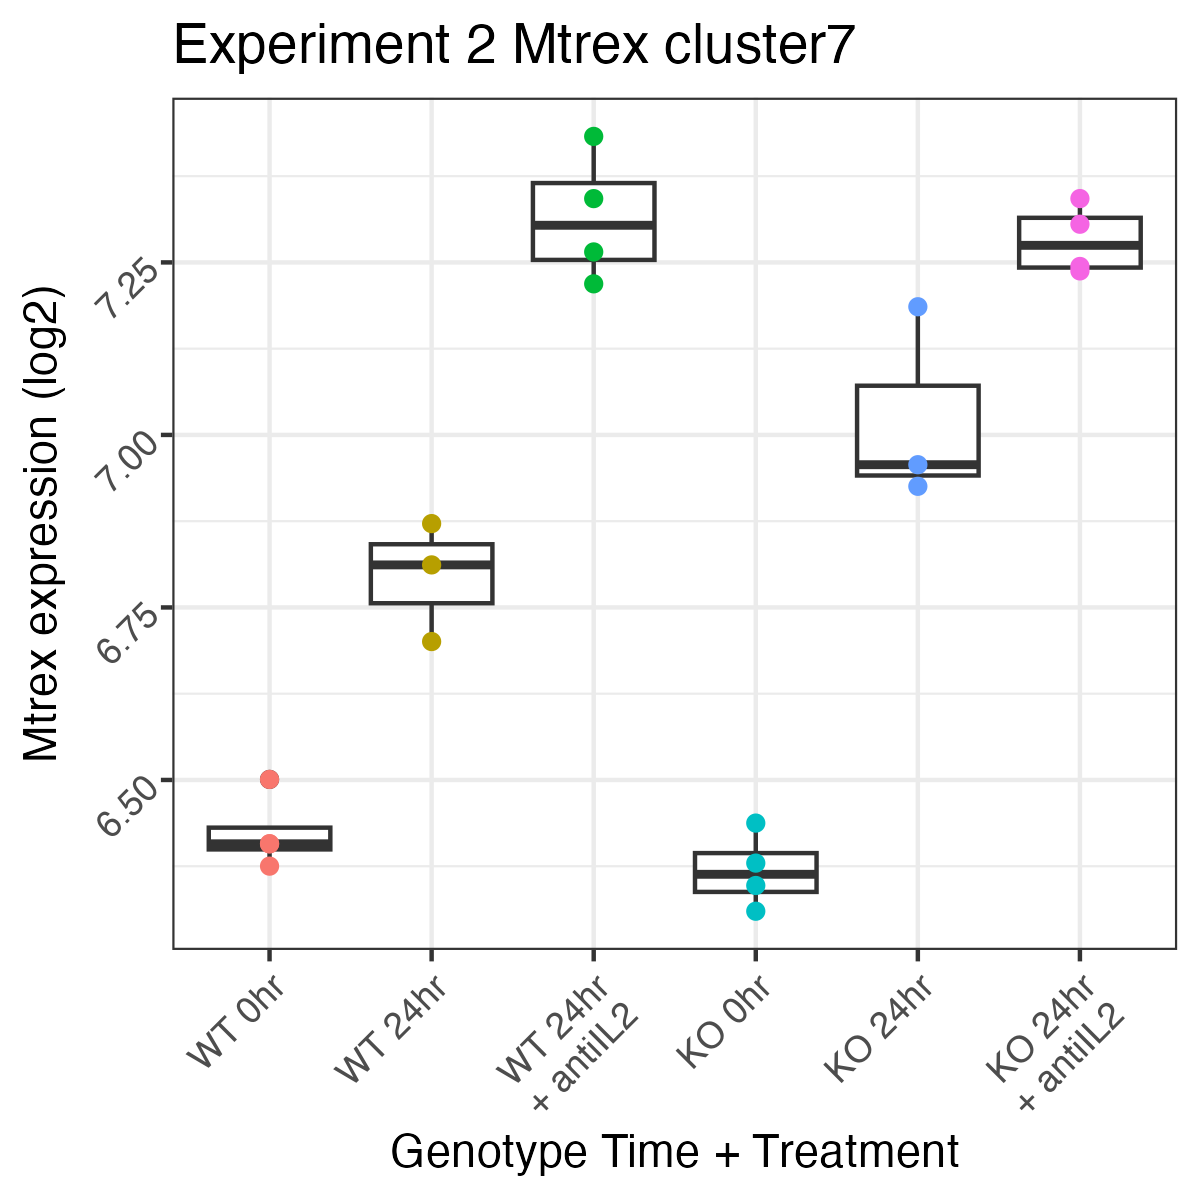 Experiment 2 Mtrex cluster7
Mtrex expression (log2)
7.25
7.00
6.75
6.50
WT 0hr
WT 24hr
WT 24hr
+ antiIL2
KO 0hr
KO 24hr
KO 24hr
+ antiIL2
Genotype Time + Treatment